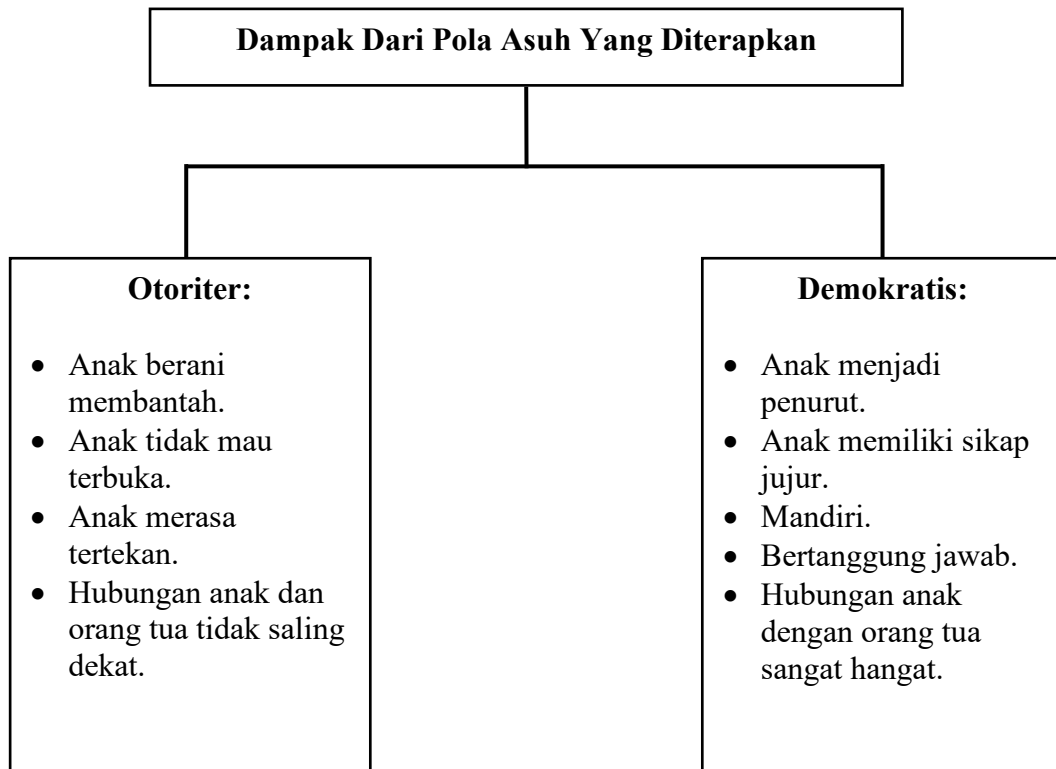 Dampak Dari Pola Asuh Yang Diterapkan
Otoriter:
• Anak berani
membantah.
• Anak tidak mau
terbuka.
• Anak merasa
tertekan.
• Hubungan anak dan
orang tua tidak saling
dekat.
Demokratis:
• Anak menjadi
penurut.
• Anak memiliki sikap
jujur.
• Mandiri.
• Bertanggung jawab.
• Hubungan anak
dengan orang tua
sangat hangat.